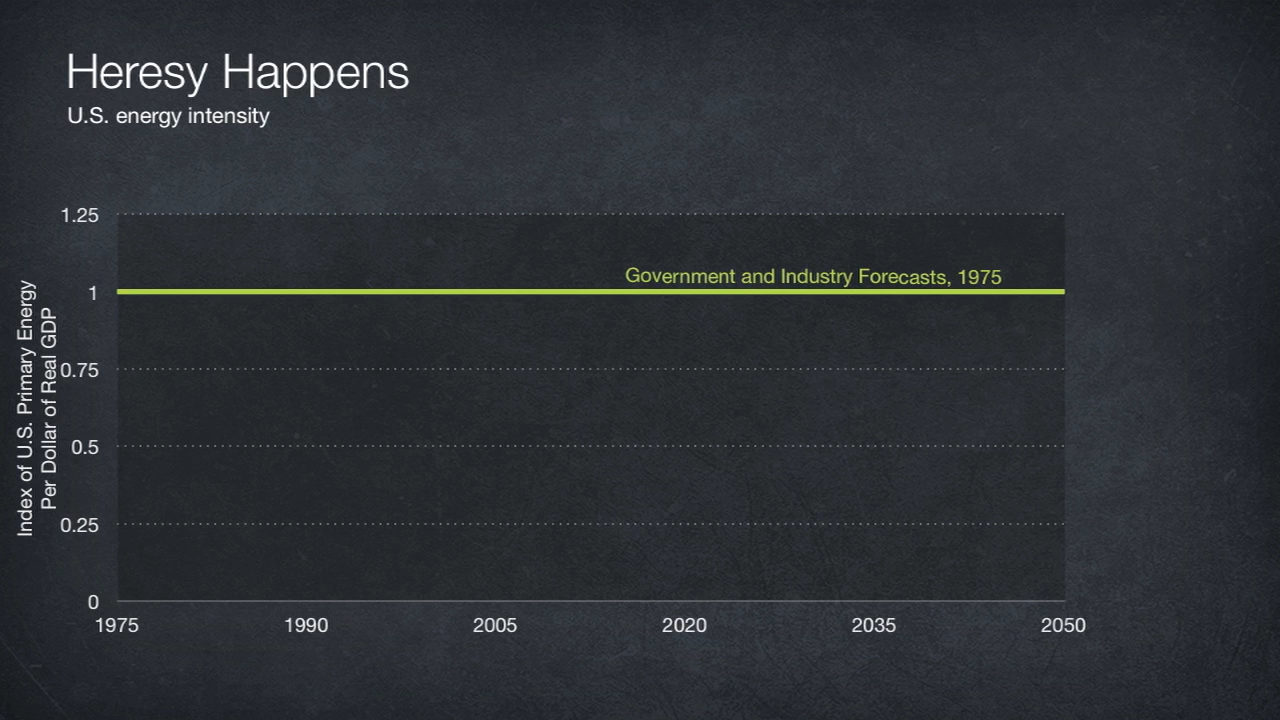 Heresy Happens
U.S. energy intensity
1.25
Government and Industry Forecasts, 1975
1
0.75
0.5
0.25
0
Index of U.S. Primary Energy
Per Dollar of Real GDP
1975 1990 2005 2020 2035 2050